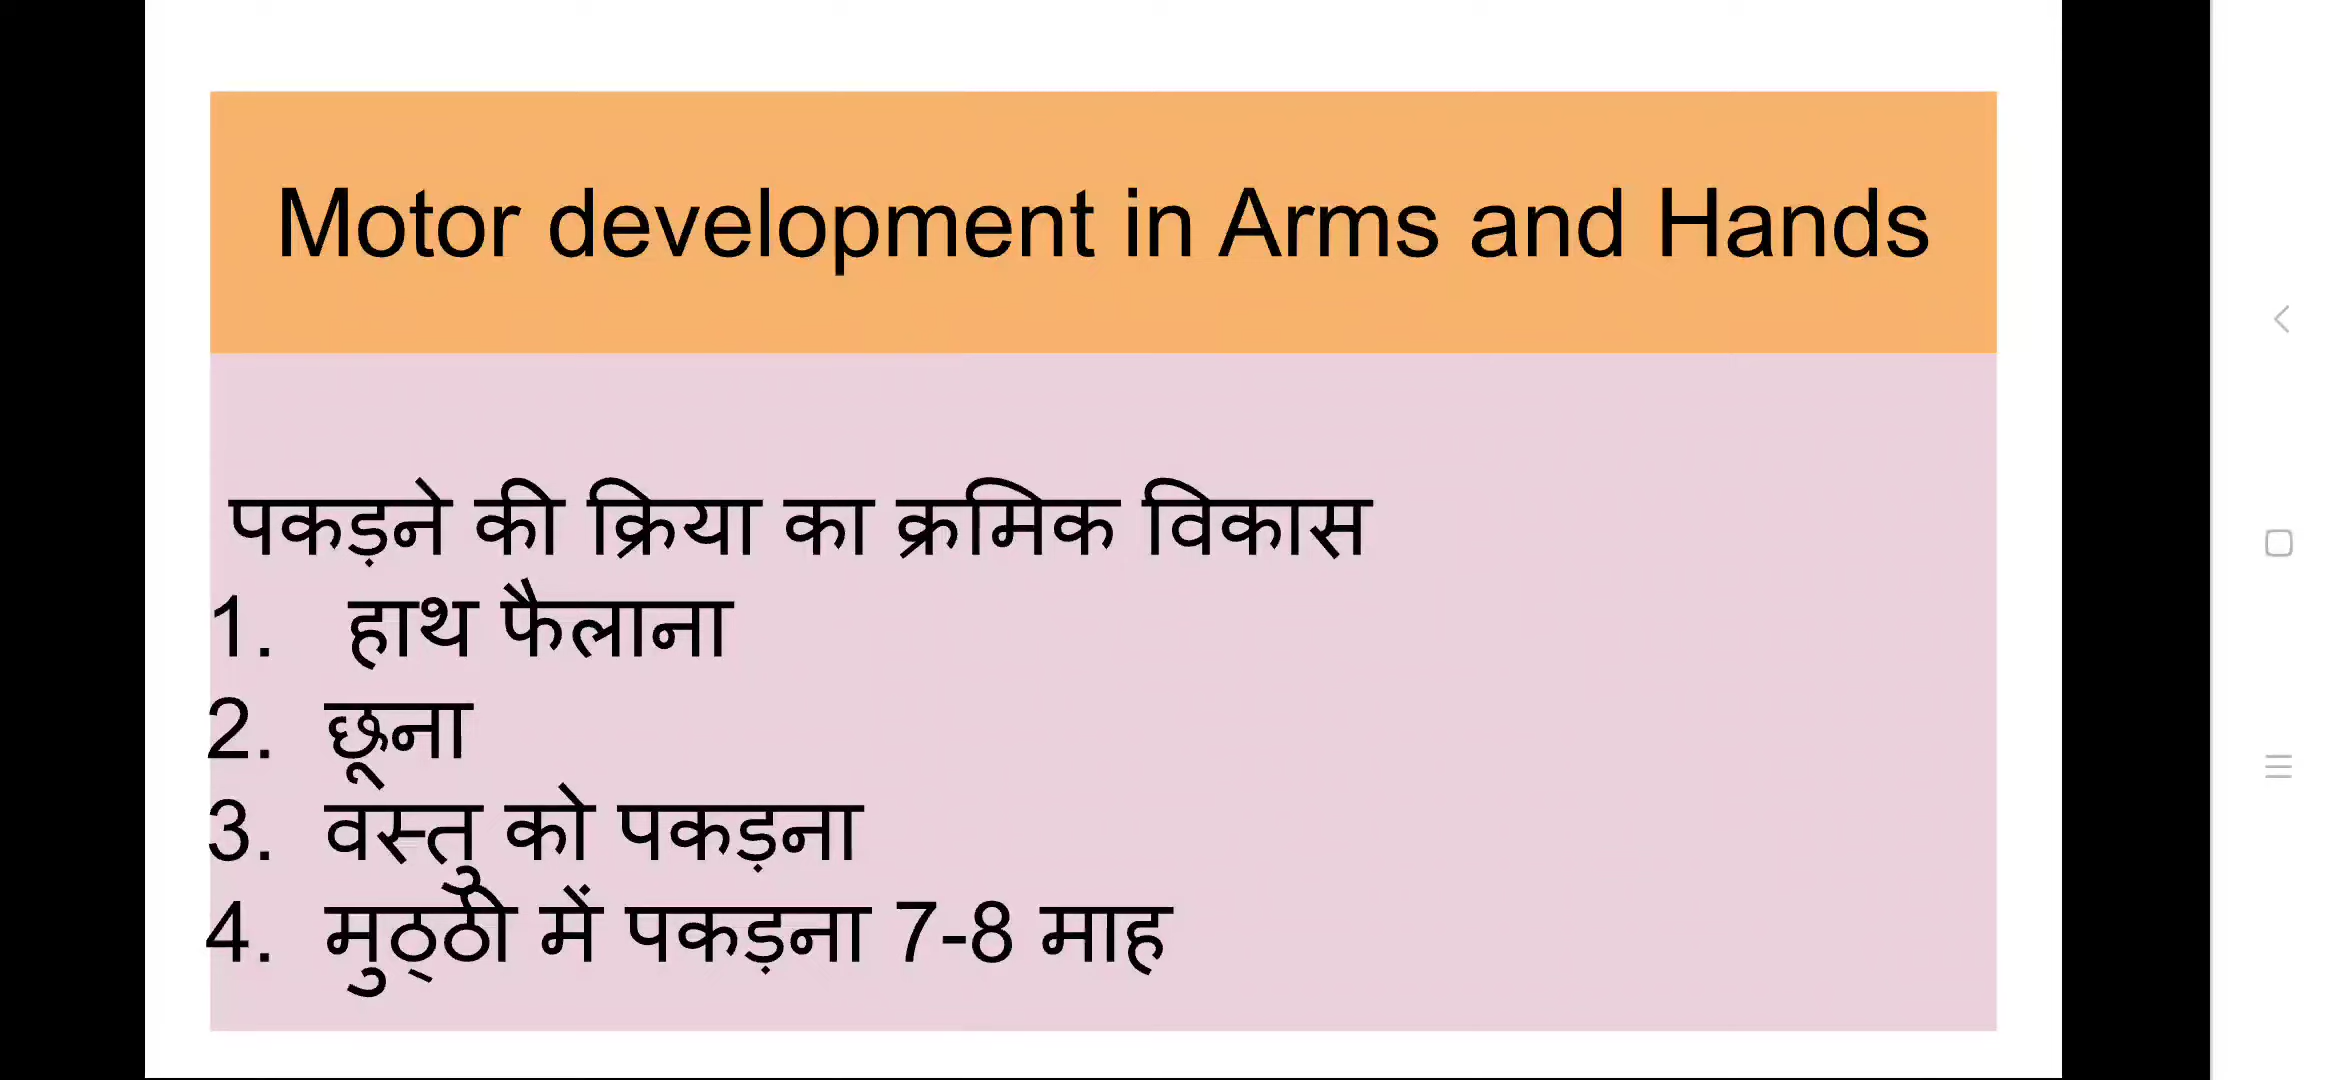 Motor development in Arms and Hands
पकड़ने की क्रिया का क्रमिक विकास
1. हाथ फैलाना
2. छूना
3. वस्तु को पकड़ना
4. मुठ्ठी में पकड़ना 7-8 माह